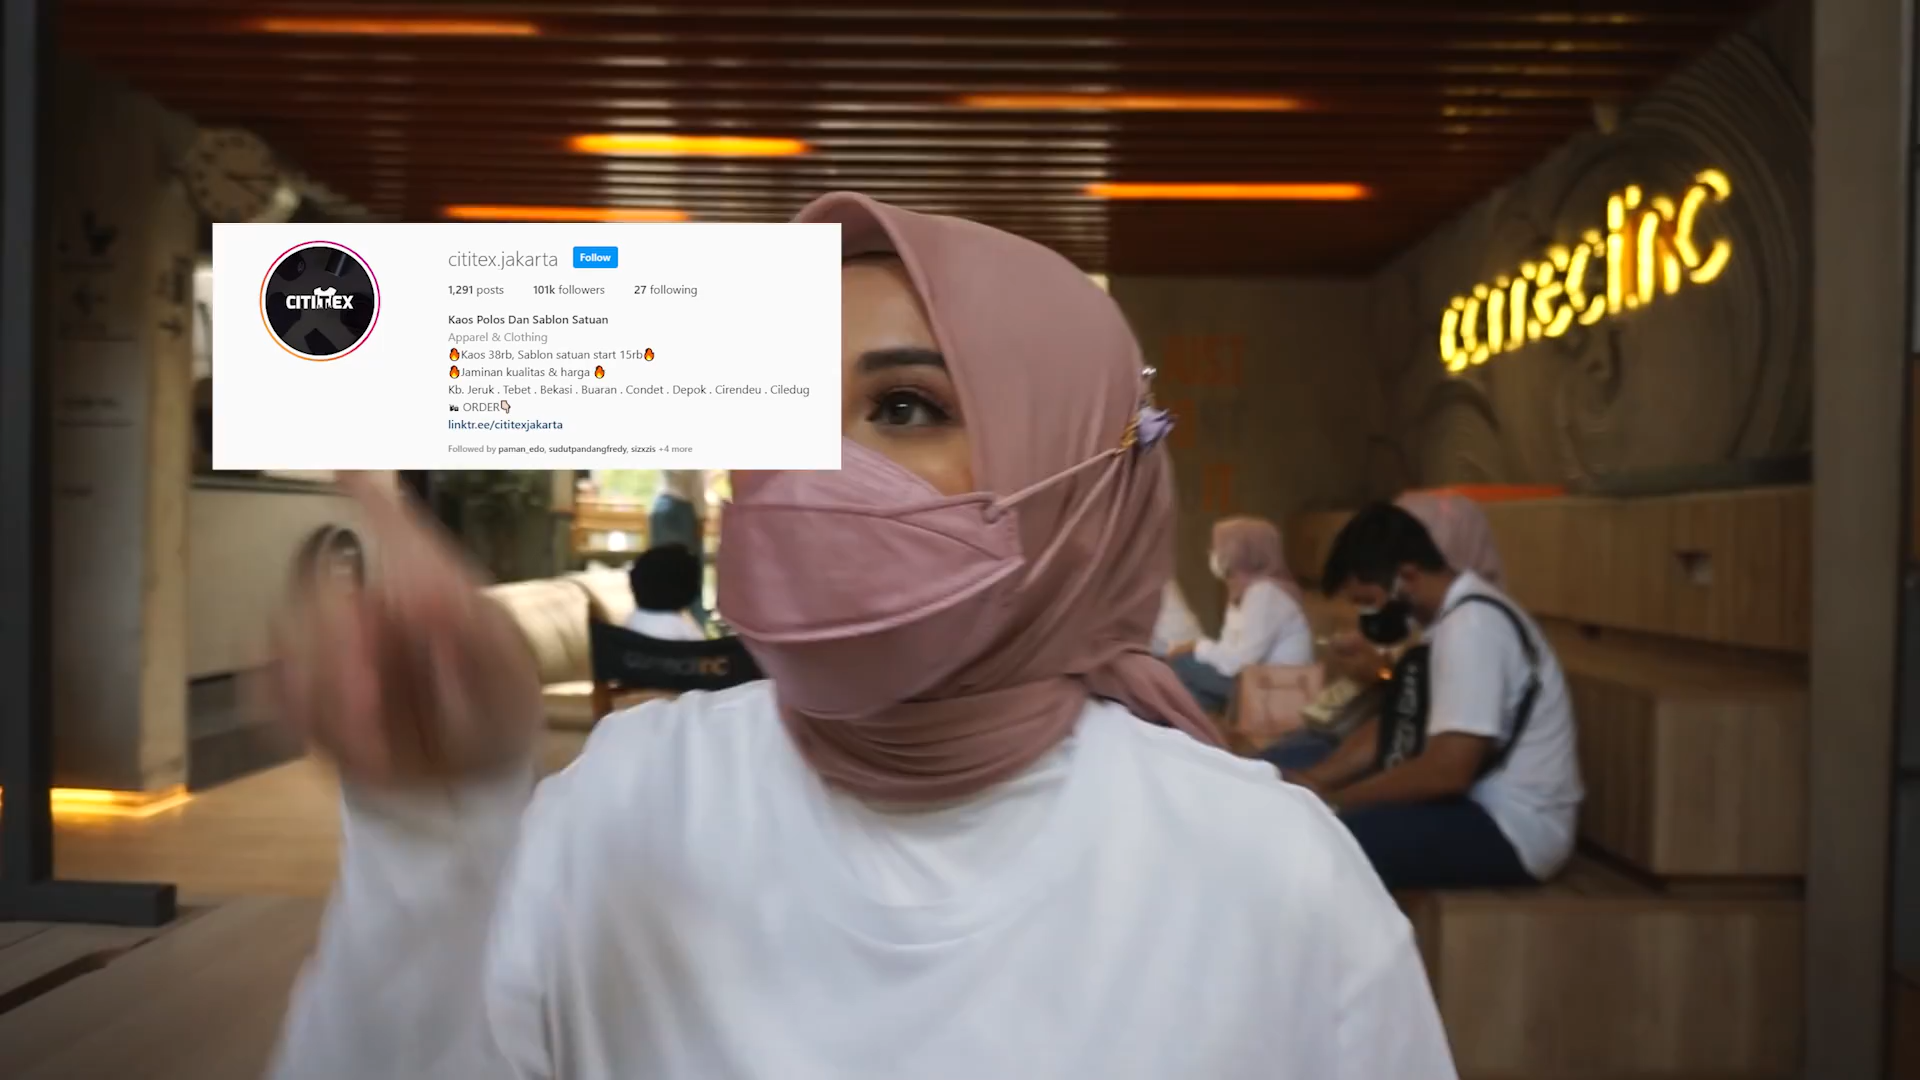 cititex.jakarta Follow
1,291 posts 101k followers 27 following
CITITEX
Kaos Polos Dan Sablon Satuan
Apparel & Clothing
🔥Kaos 38rb, Sablon satuan start 15rb🔥
🔥Jaminan kualitas & harga 🔥
Kb. Jeruk . Tebet . Bekasi . Buaran . Condet . Depok . Cirendeu . Ciledug
ORDER👇🏻
linktr.ee/cititexjakarta
Followed by paman_edo, sudutpandangfredy, sizxzis +4 more